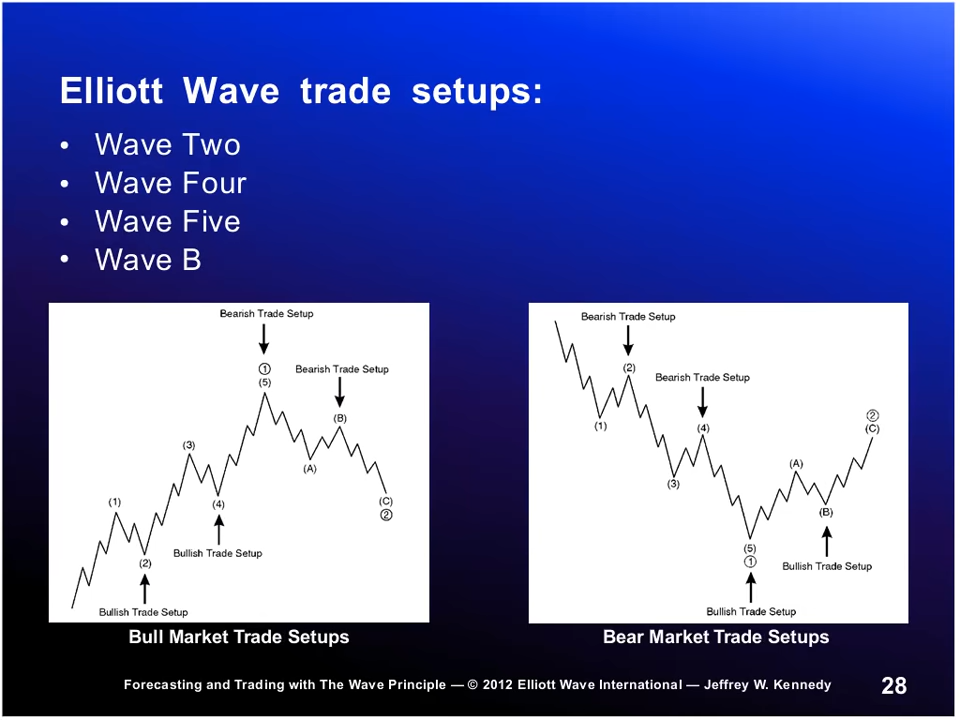 Elliott Wave trade setups:
• Wave Two
• Wave Four
• Wave Five
• Wave B
Bearish Trade Setup
①
(5)
Bearish Trade Setup
(B)
(3)
(A)
(1)
(4)
(C)
②
Bullish Trade Setup
(2)
Bullish Trade Setup
Bull Market Trade Setups
Bearish Trade Setup
(2)
Bearish Trade Setup
(4)
②
(C)
(1)
(A)
(3)
(B)
(5)
①
Bullish Trade Setup
Bullish Trade Setup
Bear Market Trade Setups
Forecasting and Trading with The Wave Principle — © 2012 Elliott Wave International — Jeffrey W. Kennedy
28